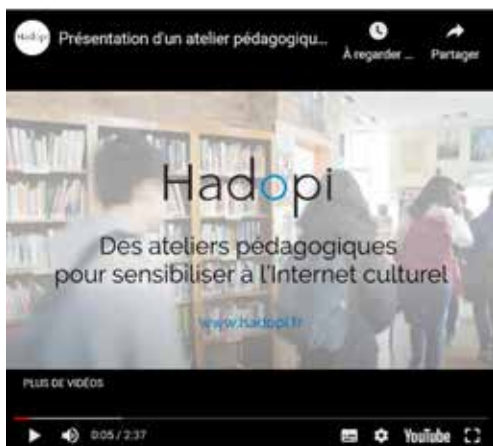 Hadopi
Présentation d'un atelier pédagogiqu...
À regarder ...
Partager
Hadopi
Des ateliers pédagogiques
pour sensibiliser à l'Internet culturel
www.hadopi.fr
PLUS DE VIDÉOS
0:05 / 2:37
YouTube